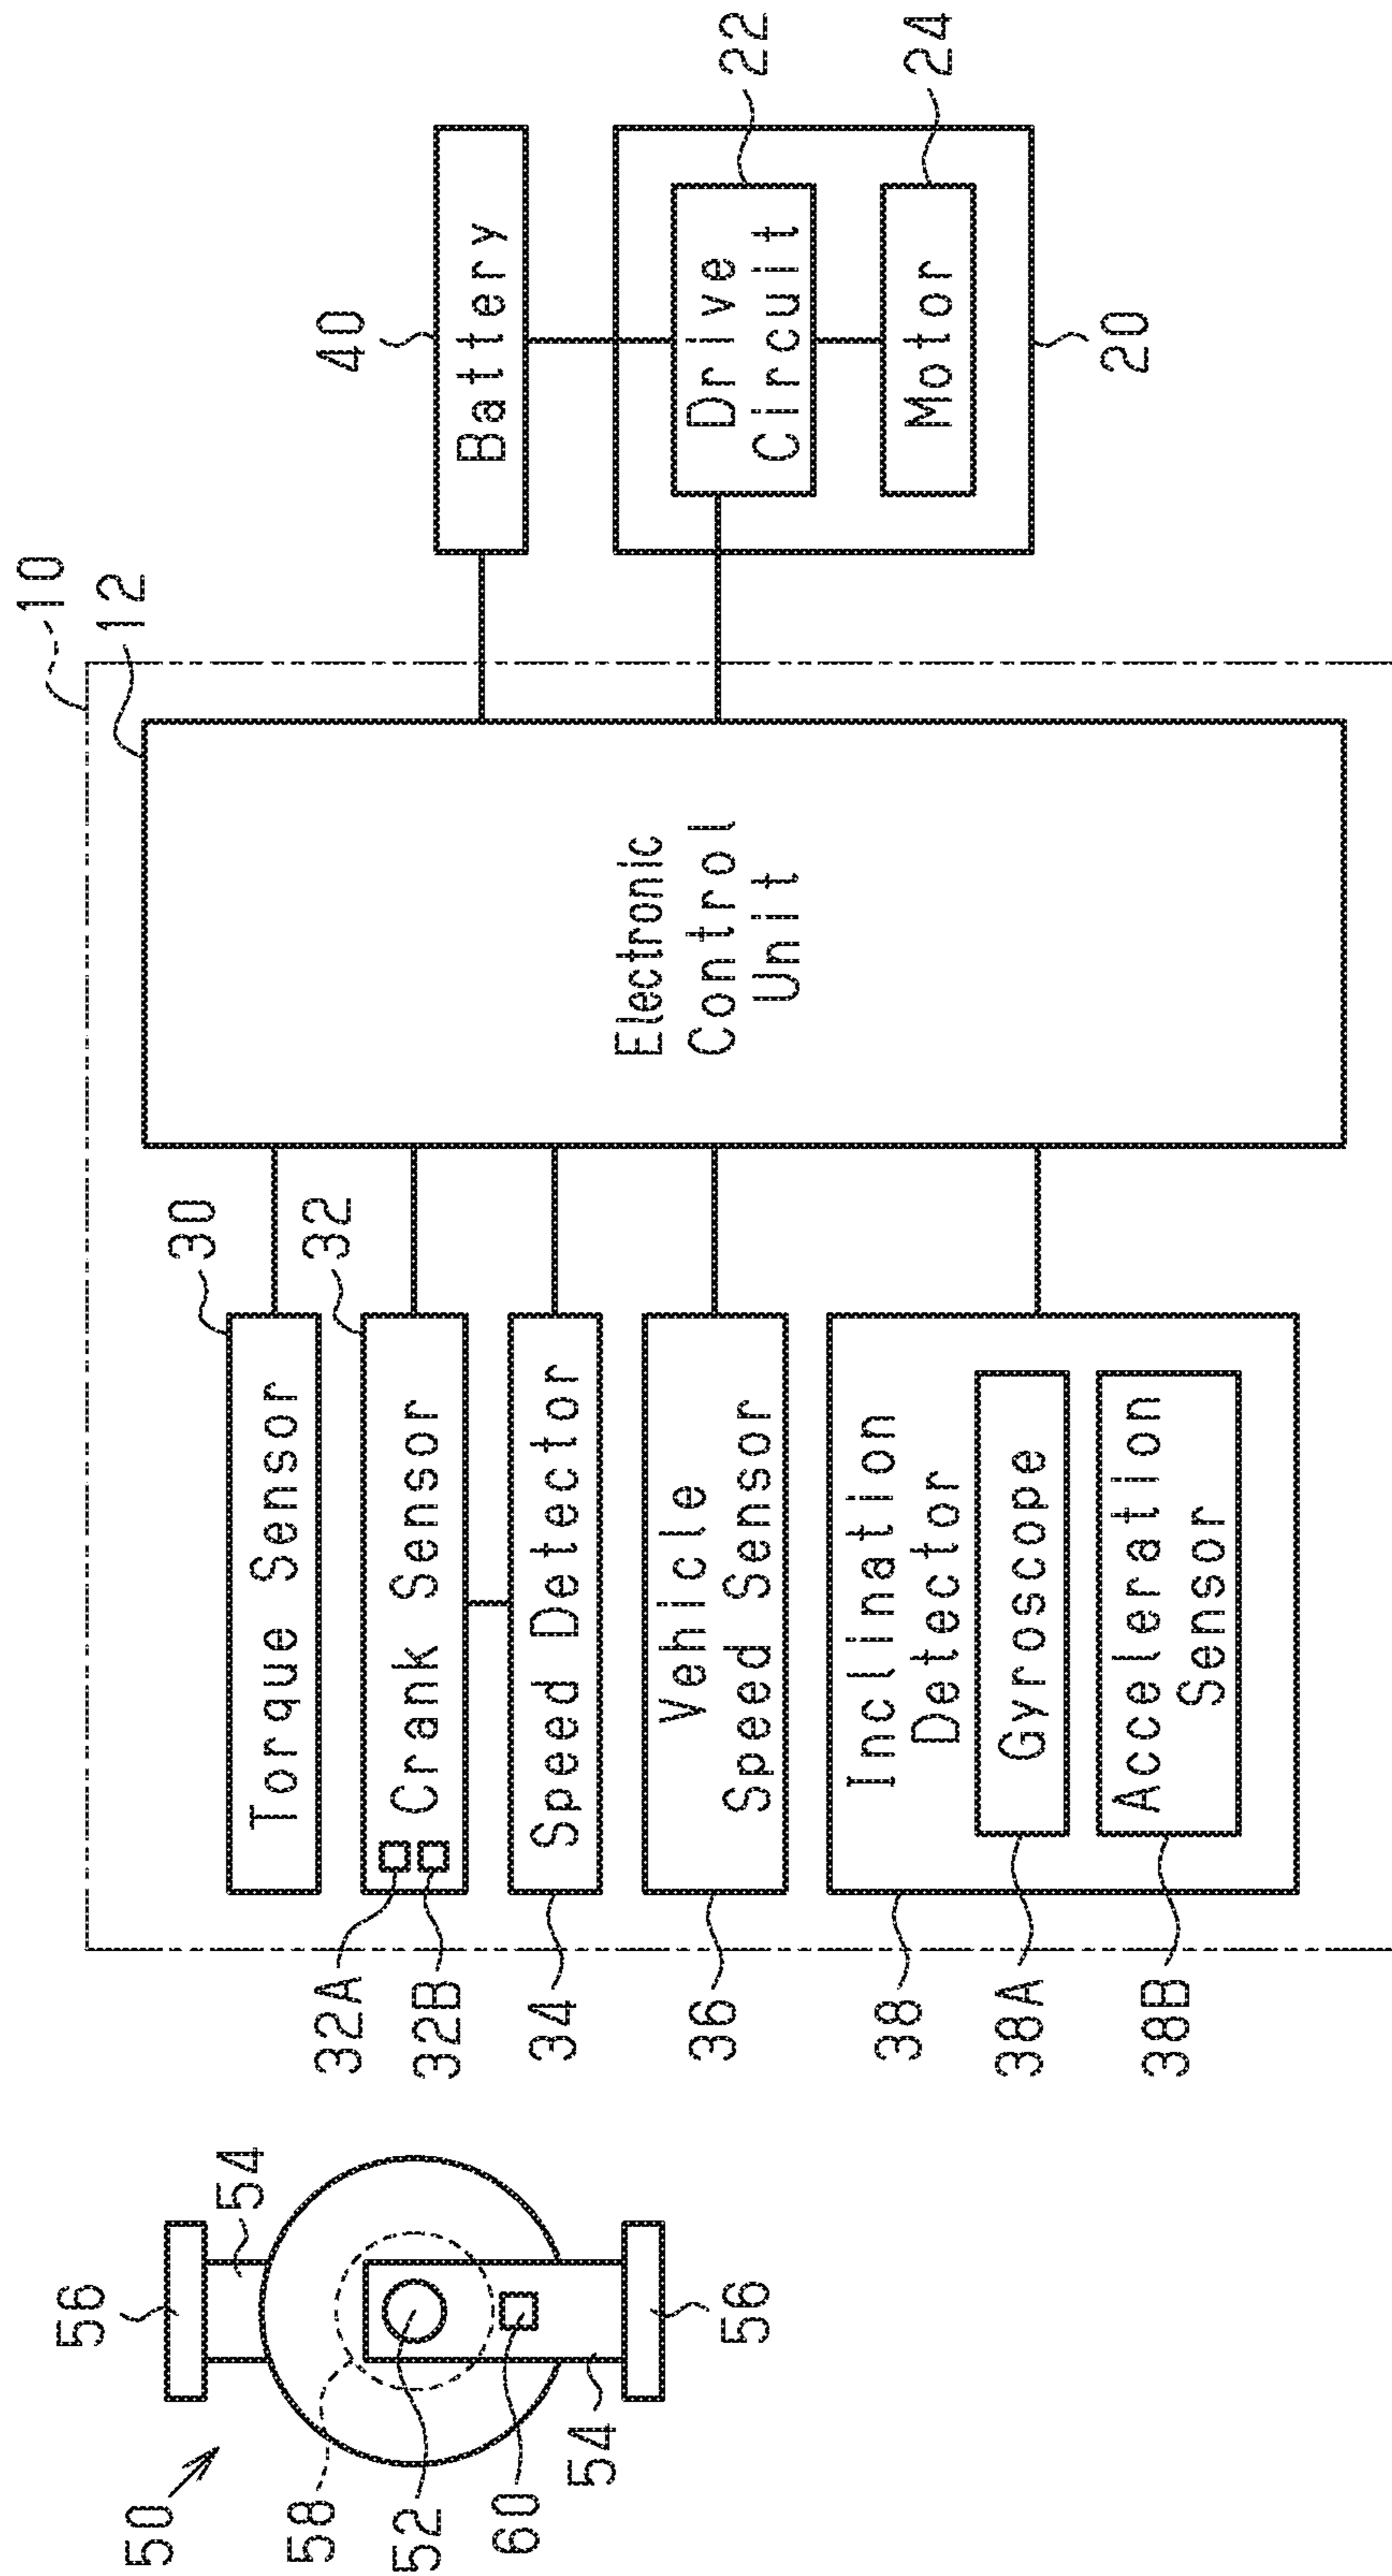 10
12
30
Torque Sensor
32
Crank Sensor
32A
32B
Speed Detector
34
Vehicle
Speed Sensor
36
Inclination
Detector
38
Gyroscope
38A
Acceleration
Sensor
38B
Electronic
Control
Unit
40
Battery
Drive
Circuit
22
Motor
24
20
50
56
54
58
52
60
54
56